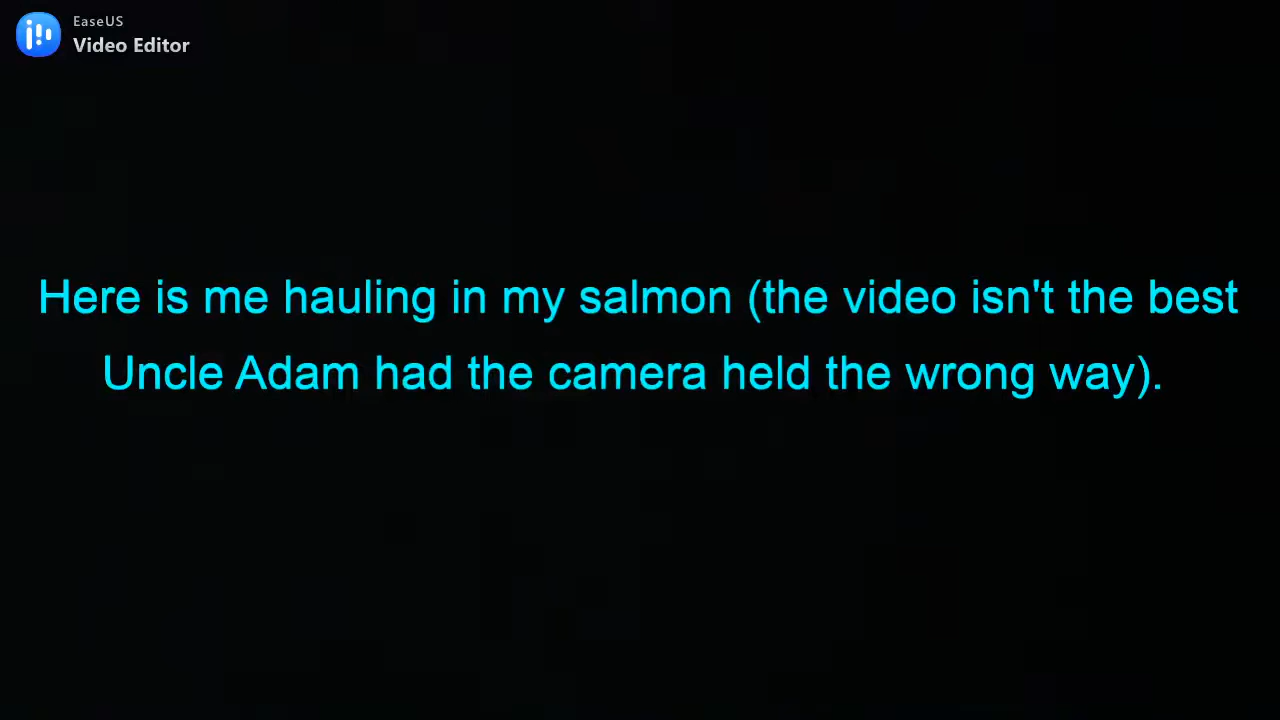 EaseUS
Video Editor
Here is me hauling in my salmon (the video isn't the best
Uncle Adam had the camera held the wrong way).